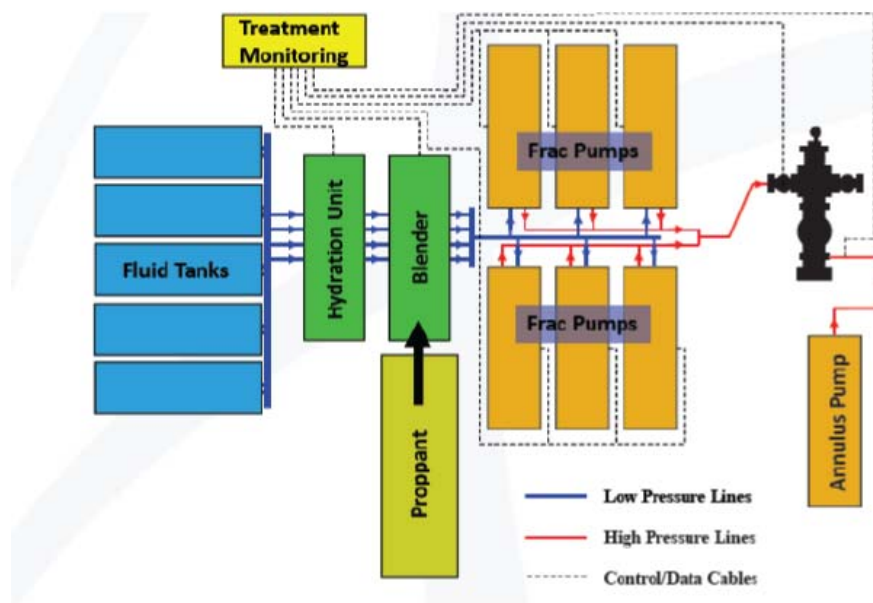 Treatment
Monitoring
Fluid Tanks
Hydration Unit
Blender
Proppant
Frac Pumps
Frac Pumps
Annulus Pump
Low Pressure Lines
High Pressure Lines
Control/Data Cables